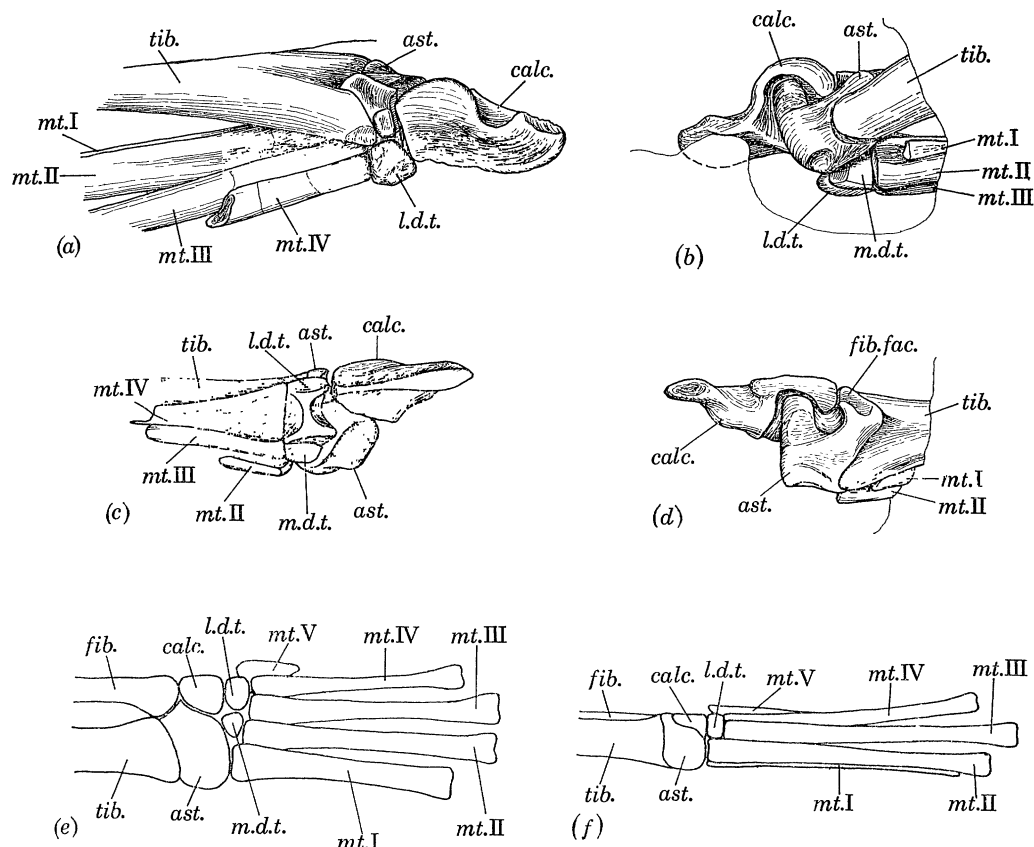 tib.
ast.
calc.
mt.I
mt.II
mt.III
mt.IV
l.d.t.
(a)
calc.
ast.
tib.
mt.I
mt.II
mt.III
l.d.t.
m.d.t.
(b)
tib.
l.d.t.
ast.
calc.
mt.IV
mt.III
mt.II
m.d.t.
ast.
(c)
fib.fac.
tib.
calc.
ast.
mt.I
mt.II
(d)
fib.
calc.
l.d.t.
mt.V
mt.IV
mt.III
tib.
ast.
m.d.t.
mt.I
mt.II
(e)
fib.
calc.
l.d.t.
mt.V
mt.IV
mt.III
tib.
ast.
mt.I
mt.II
(f)